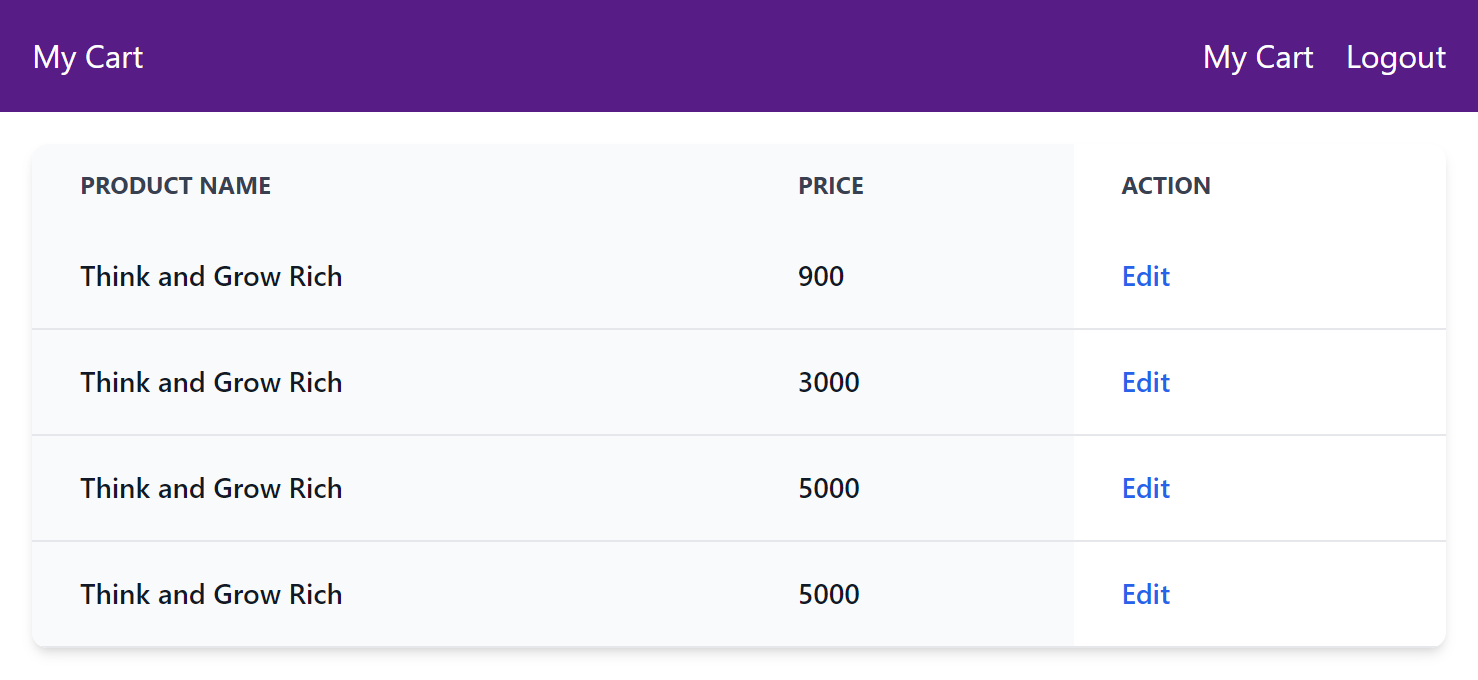 My Cart My Cart Logout
PRODUCT NAME PRICE ACTION
Think and Grow Rich 900 Edit
Think and Grow Rich 3000 Edit
Think and Grow Rich 5000 Edit
Think and Grow Rich 5000 Edit